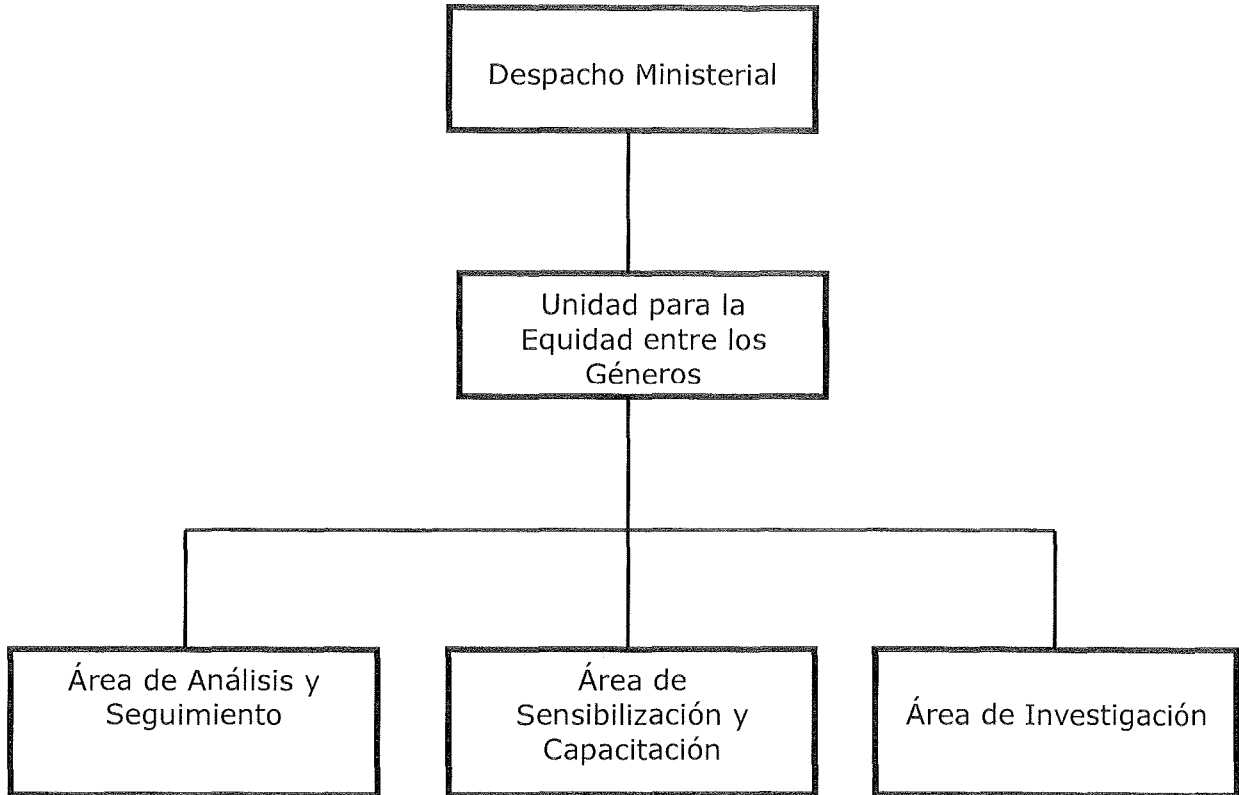 Despacho Ministerial
Unidad para la
Equidad entre los
Géneros
Área de Análisis y
Seguimiento
Área de
Sensibilización y
Capacitación
Área de Investigación